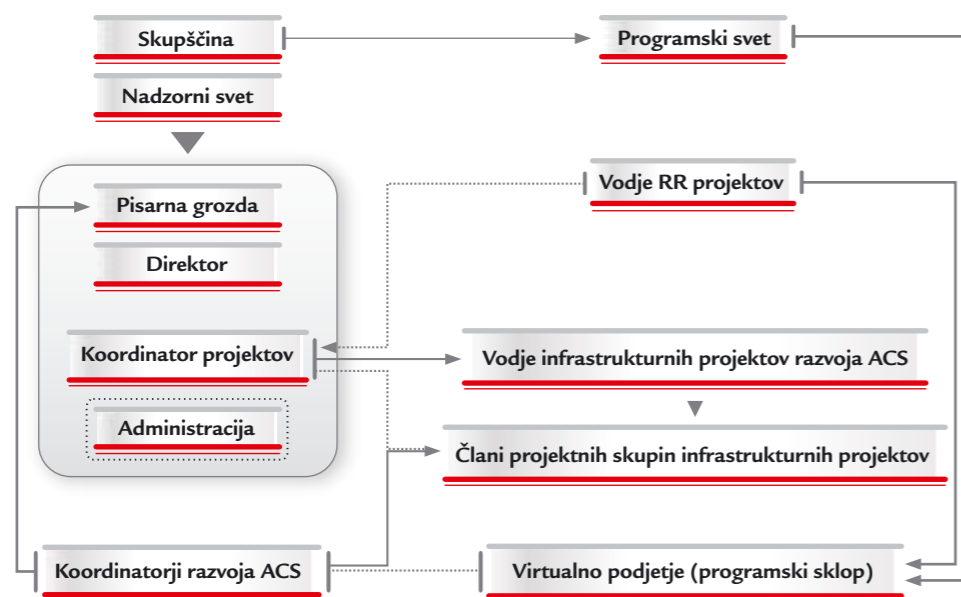 Skupščina
Programski svet
Nadzorni svet
Vodje RR projektov
Pisarna grozda
Direktor
Koordinator projektov
Vodje infrastrukturnih projektov razvoja ACS
Administracija
Člani projektnih skupin infrastrukturnih projektov
Koordinatorji razvoja ACS
Virtualno podjetje (programski sklop)